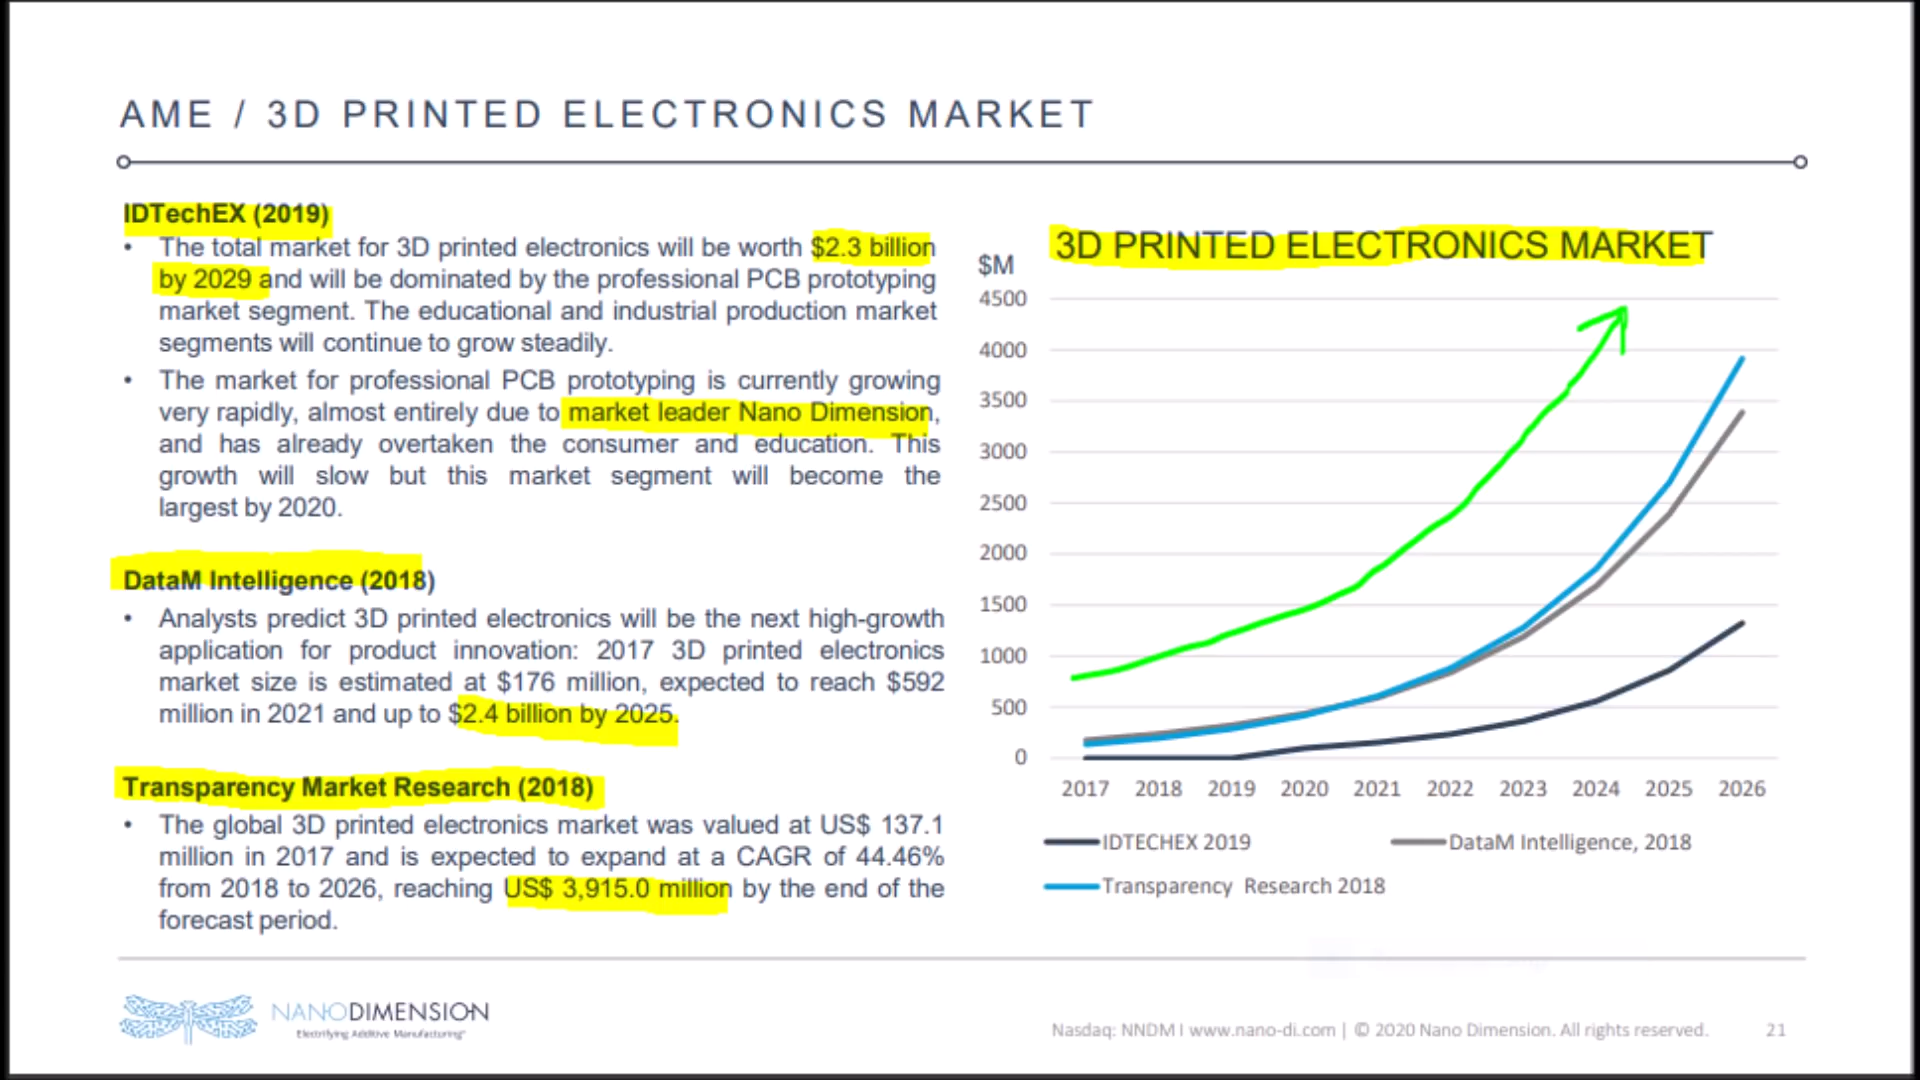 AME / 3D PRINTED ELECTRONICS MARKET
IDTechEX (2019)
• The total market for 3D printed electronics will be worth $2.3 billion
by 2029 and will be dominated by the professional PCB prototyping
market segment. The educational and industrial production market
segments will continue to grow steadily.
• The market for professional PCB prototyping is currently growing
very rapidly, almost entirely due to market leader Nano Dimension,
and has already overtaken the consumer and education. This
growth will slow but this market segment will become the
largest by 2020.
DataM Intelligence (2018)
• Analysts predict 3D printed electronics will be the next high-growth
application for product innovation: 2017 3D printed electronics
market size is estimated at $176 million, expected to reach $592
million in 2021 and up to $2.4 billion by 2025.
Transparency Market Research (2018)
• The global 3D printed electronics market was valued at US$ 137.1
million in 2017 and is expected to expand at a CAGR of 44.46%
from 2018 to 2026, reaching US$ 3,915.0 million by the end of the
forecast period.
3D PRINTED ELECTRONICS MARKET
$M
4500
4000
3500
3000
2500
2000
1500
1000
500
0
2017 2018 2019 2020 2021 2022 2023 2024 2025 2026
IDTECHEX 2019 DataM Intelligence, 2018
Transparency Research 2018
NANODIMENSION
Electrifying Additive Manufacturing®
Nasdaq: NNDM I www.nano-di.com | © 2020 Nano Dimension. All rights reserved. 21